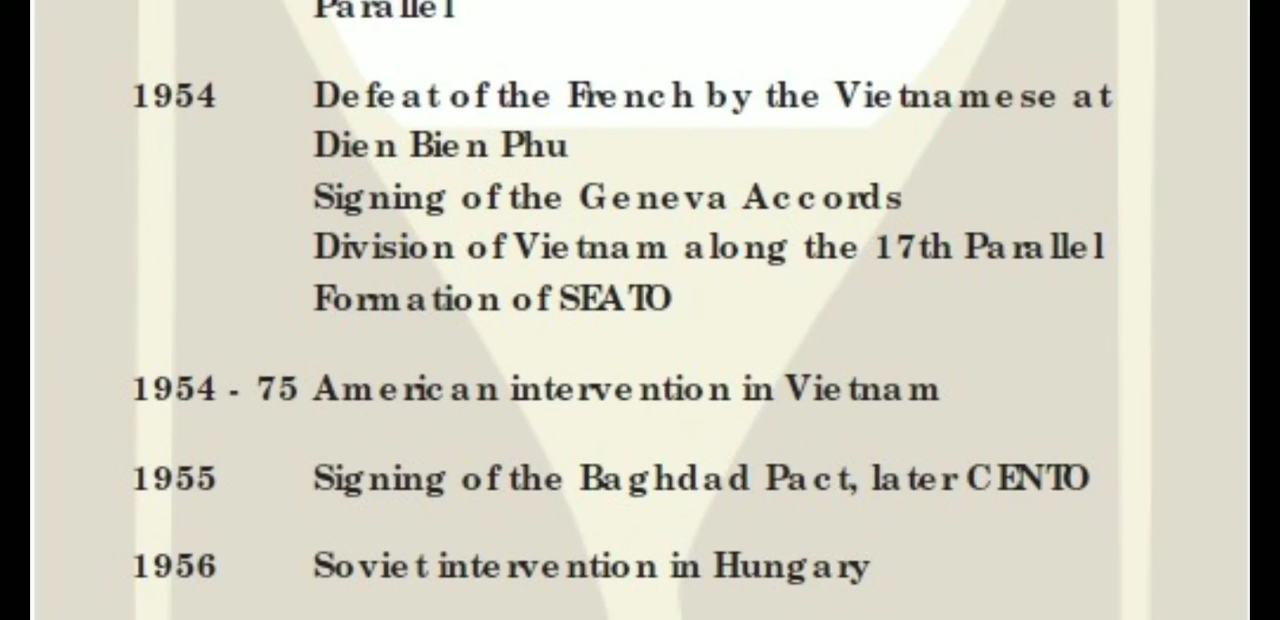 Parallel
1954 Defeat of the French by the Vietnamese at
Dien Bien Phu
Signing of the Geneva Accords
Division of Vietnam along the 17th Parallel
Formation of SEATO
1954 - 75 American intervention in Vietnam
1955 Signing of the Baghdad Pact, later CENTO
1956 Soviet intervention in Hungary